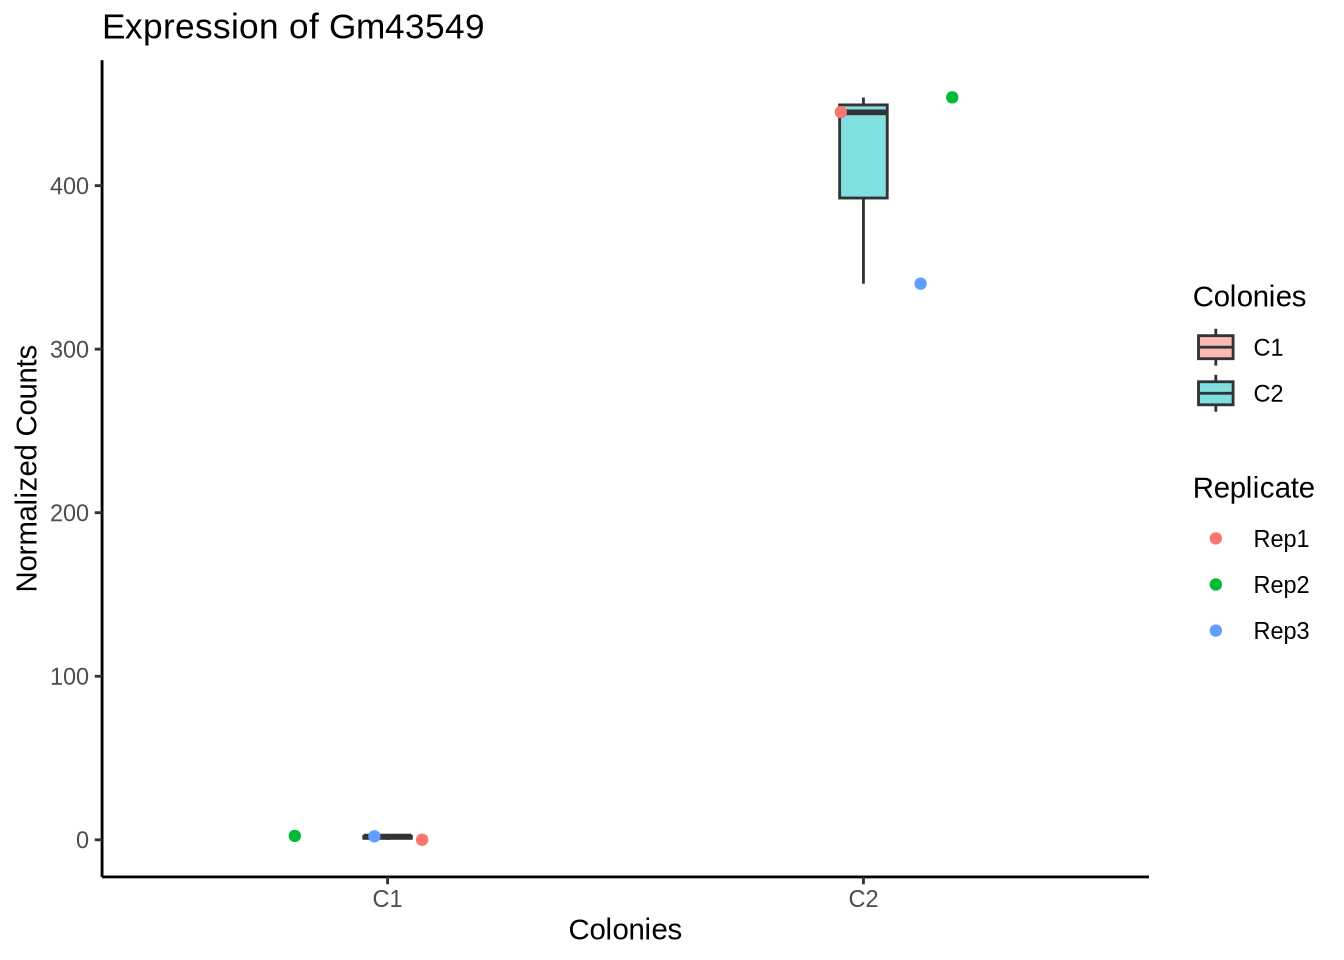 Expression of Gm43549
Normalized Counts
400
300
200
100
0
C1
C2
Colonies
Colonies
C1
C2
Replicate
Rep1
Rep2
Rep3